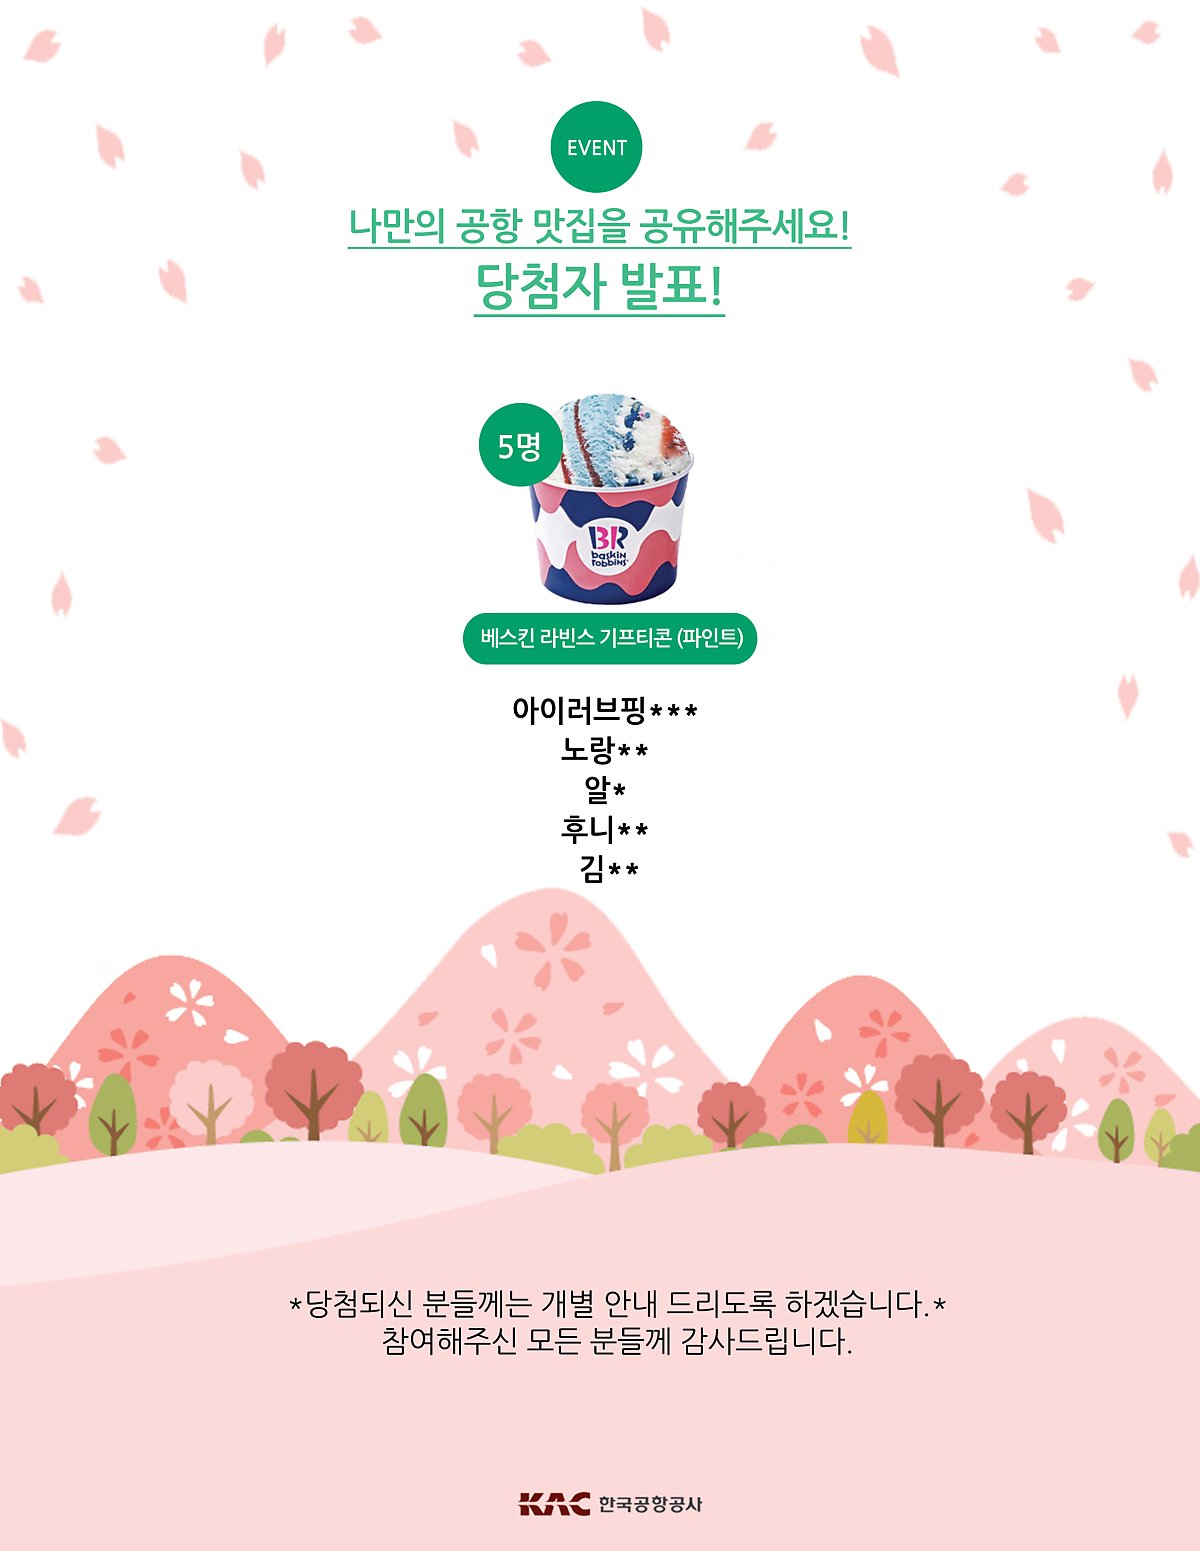 EVENT
나만의 공항 맛집을 공유해주세요!
당첨자 발표!
5명
BR
baskin
robbins
베스킨 라빈스 기프티콘 (파인트)
아이러브핑***
노랑**
알*
후니**
김**
*당첨되신 분들께는 개별 안내 드리도록 하겠습니다.*
참여해주신 모든 분들께 감사드립니다.
KAC 한국공항공사